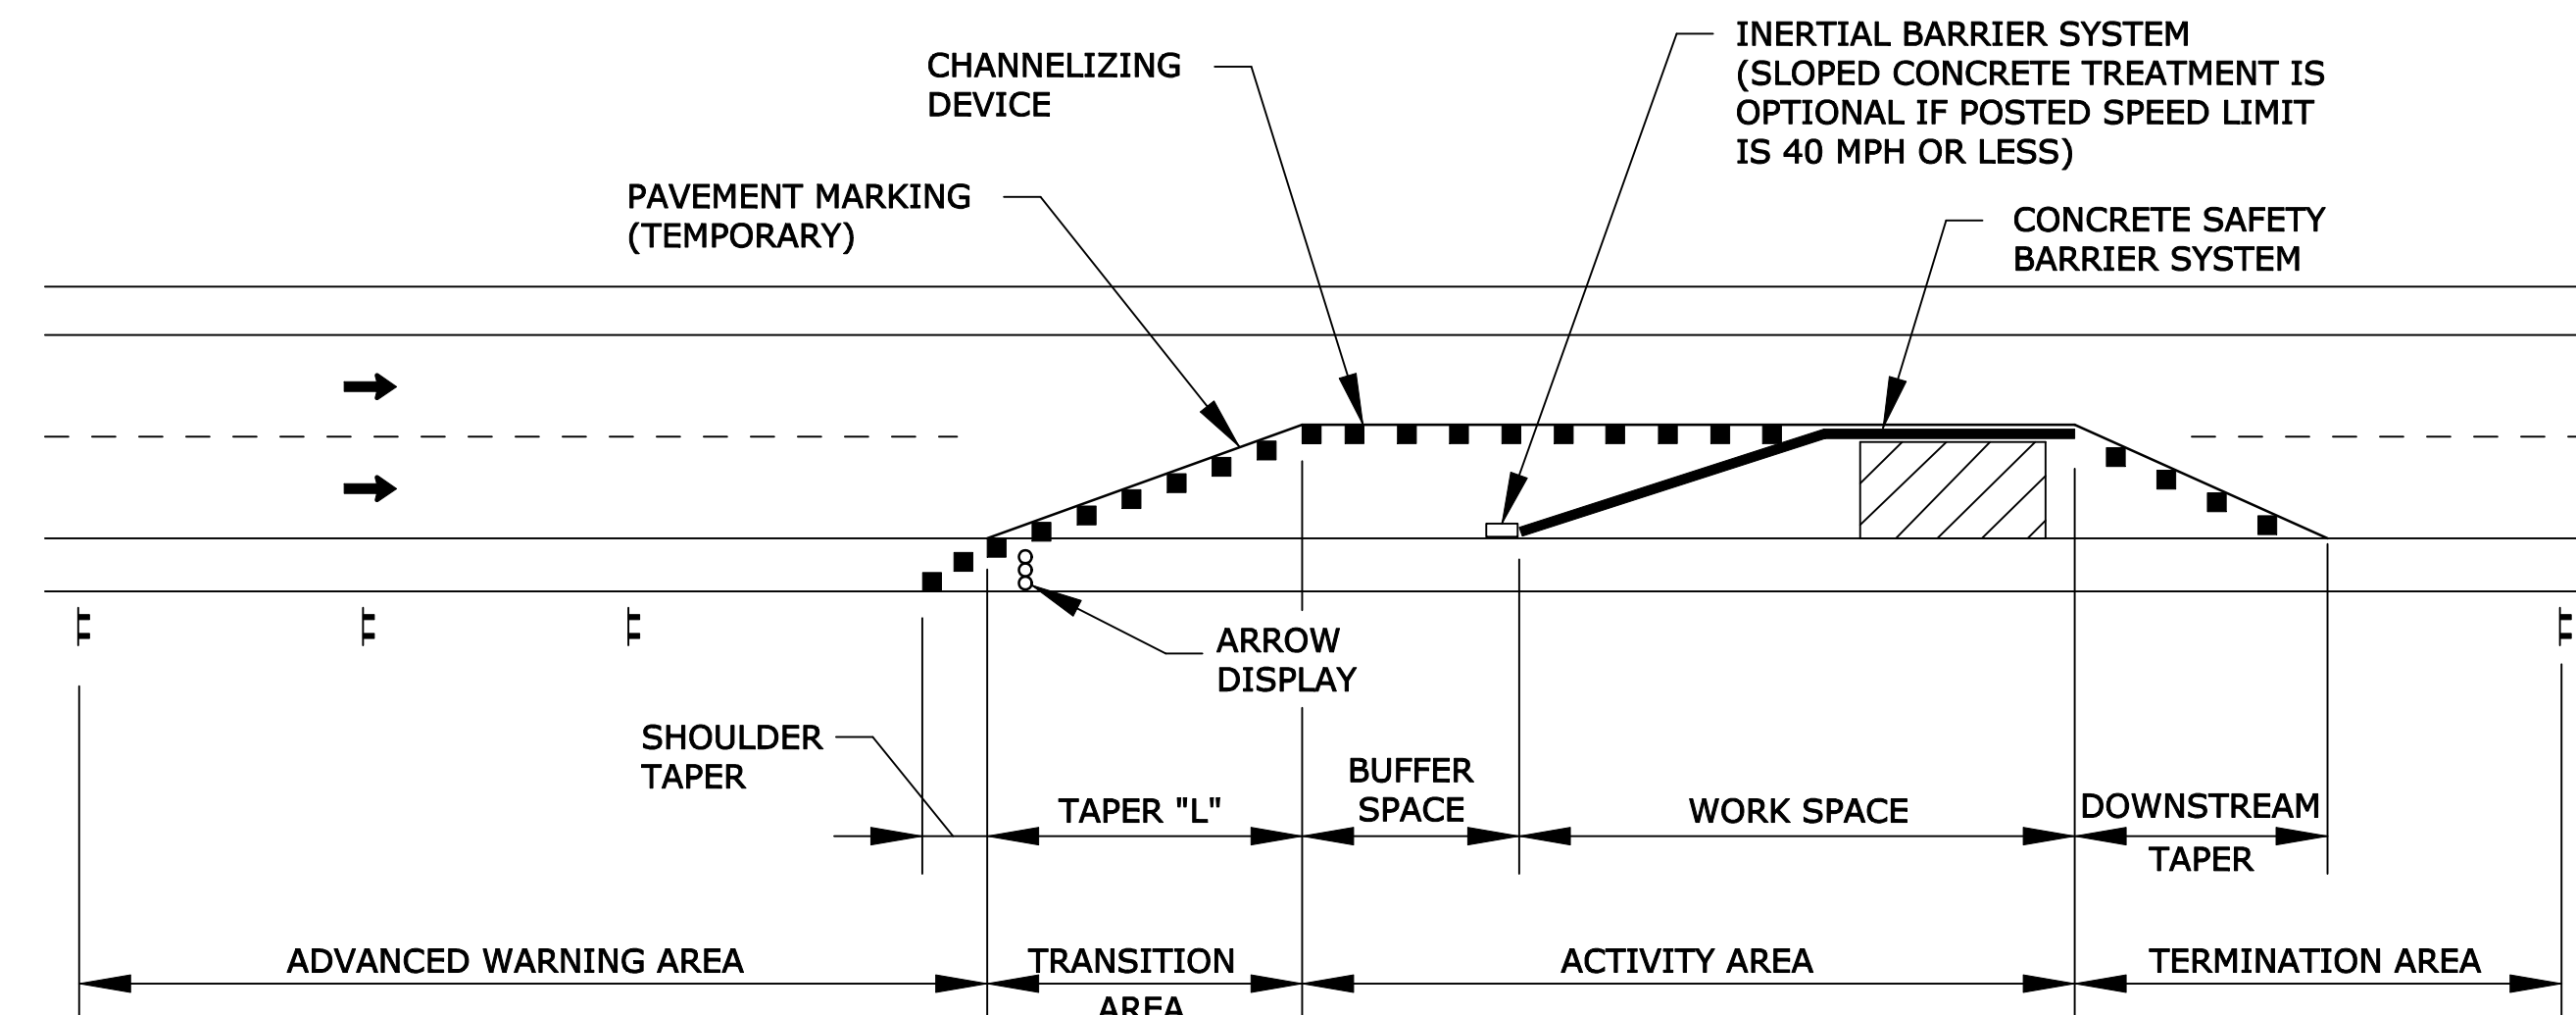 INERTIAL BARRIER SYSTEM
(SLOPED CONCRETE TREATMENT IS
OPTIONAL IF POSTED SPEED LIMIT
IS 40 MPH OR LESS)
CHANNELIZING
DEVICE
PAVEMENT MARKING
(TEMPORARY)
CONCRETE SAFETY
BARRIER SYSTEM
ARROW
DISPLAY
SHOULDER
TAPER
TAPER "L"
BUFFER
SPACE
WORK SPACE
DOWNSTREAM
TAPER
ADVANCED WARNING AREA
TRANSITION
AREA
ACTIVITY AREA
TERMINATION AREA